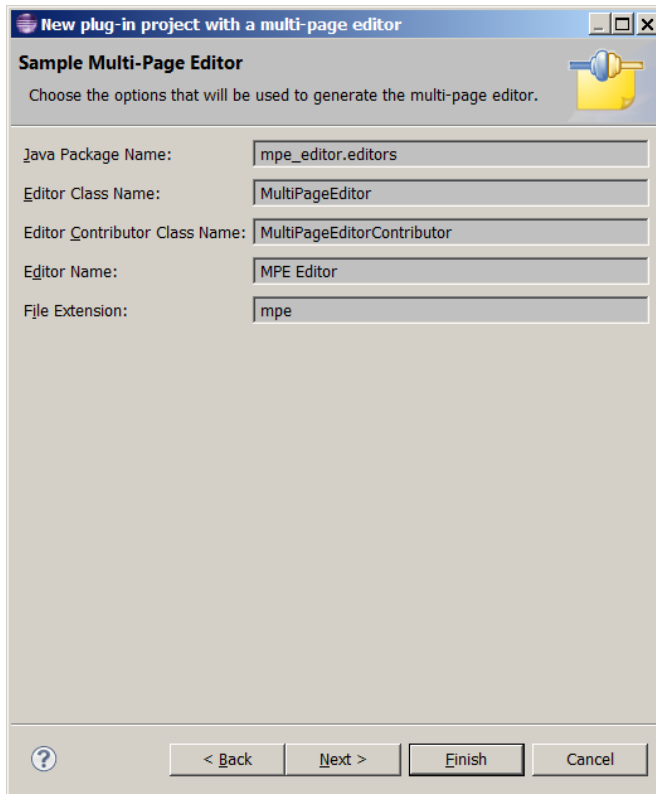 New plug-in project with a multi-page editor
Sample Multi-Page Editor
Choose the options that will be used to generate the multi-page editor.
Java Package Name: mpe_editor.editors
Editor Class Name: MultiPageEditor
Editor Contributor Class Name: MultiPageEditorContributor
Editor Name: MPE Editor
File Extension: mpe
? < Back Next > Finish Cancel